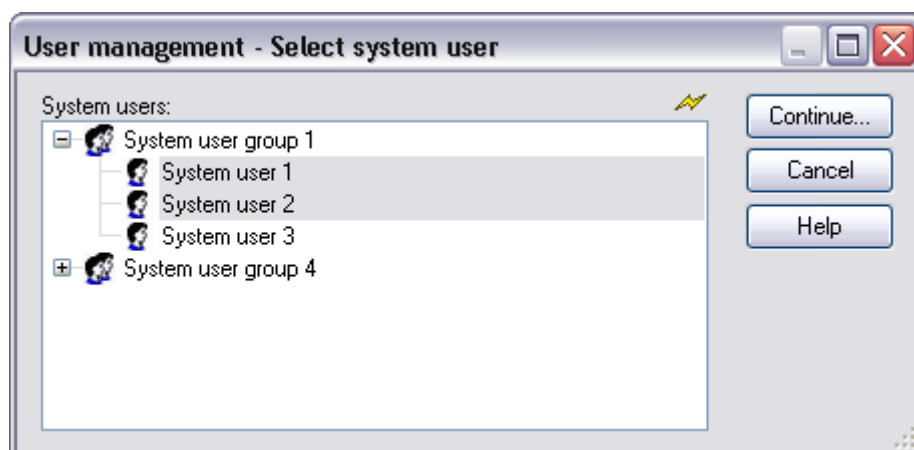 User management - Select system user
System users:
System user group 1
System user 1
System user 2
System user 3
System user group 4
Continue...
Cancel
Help